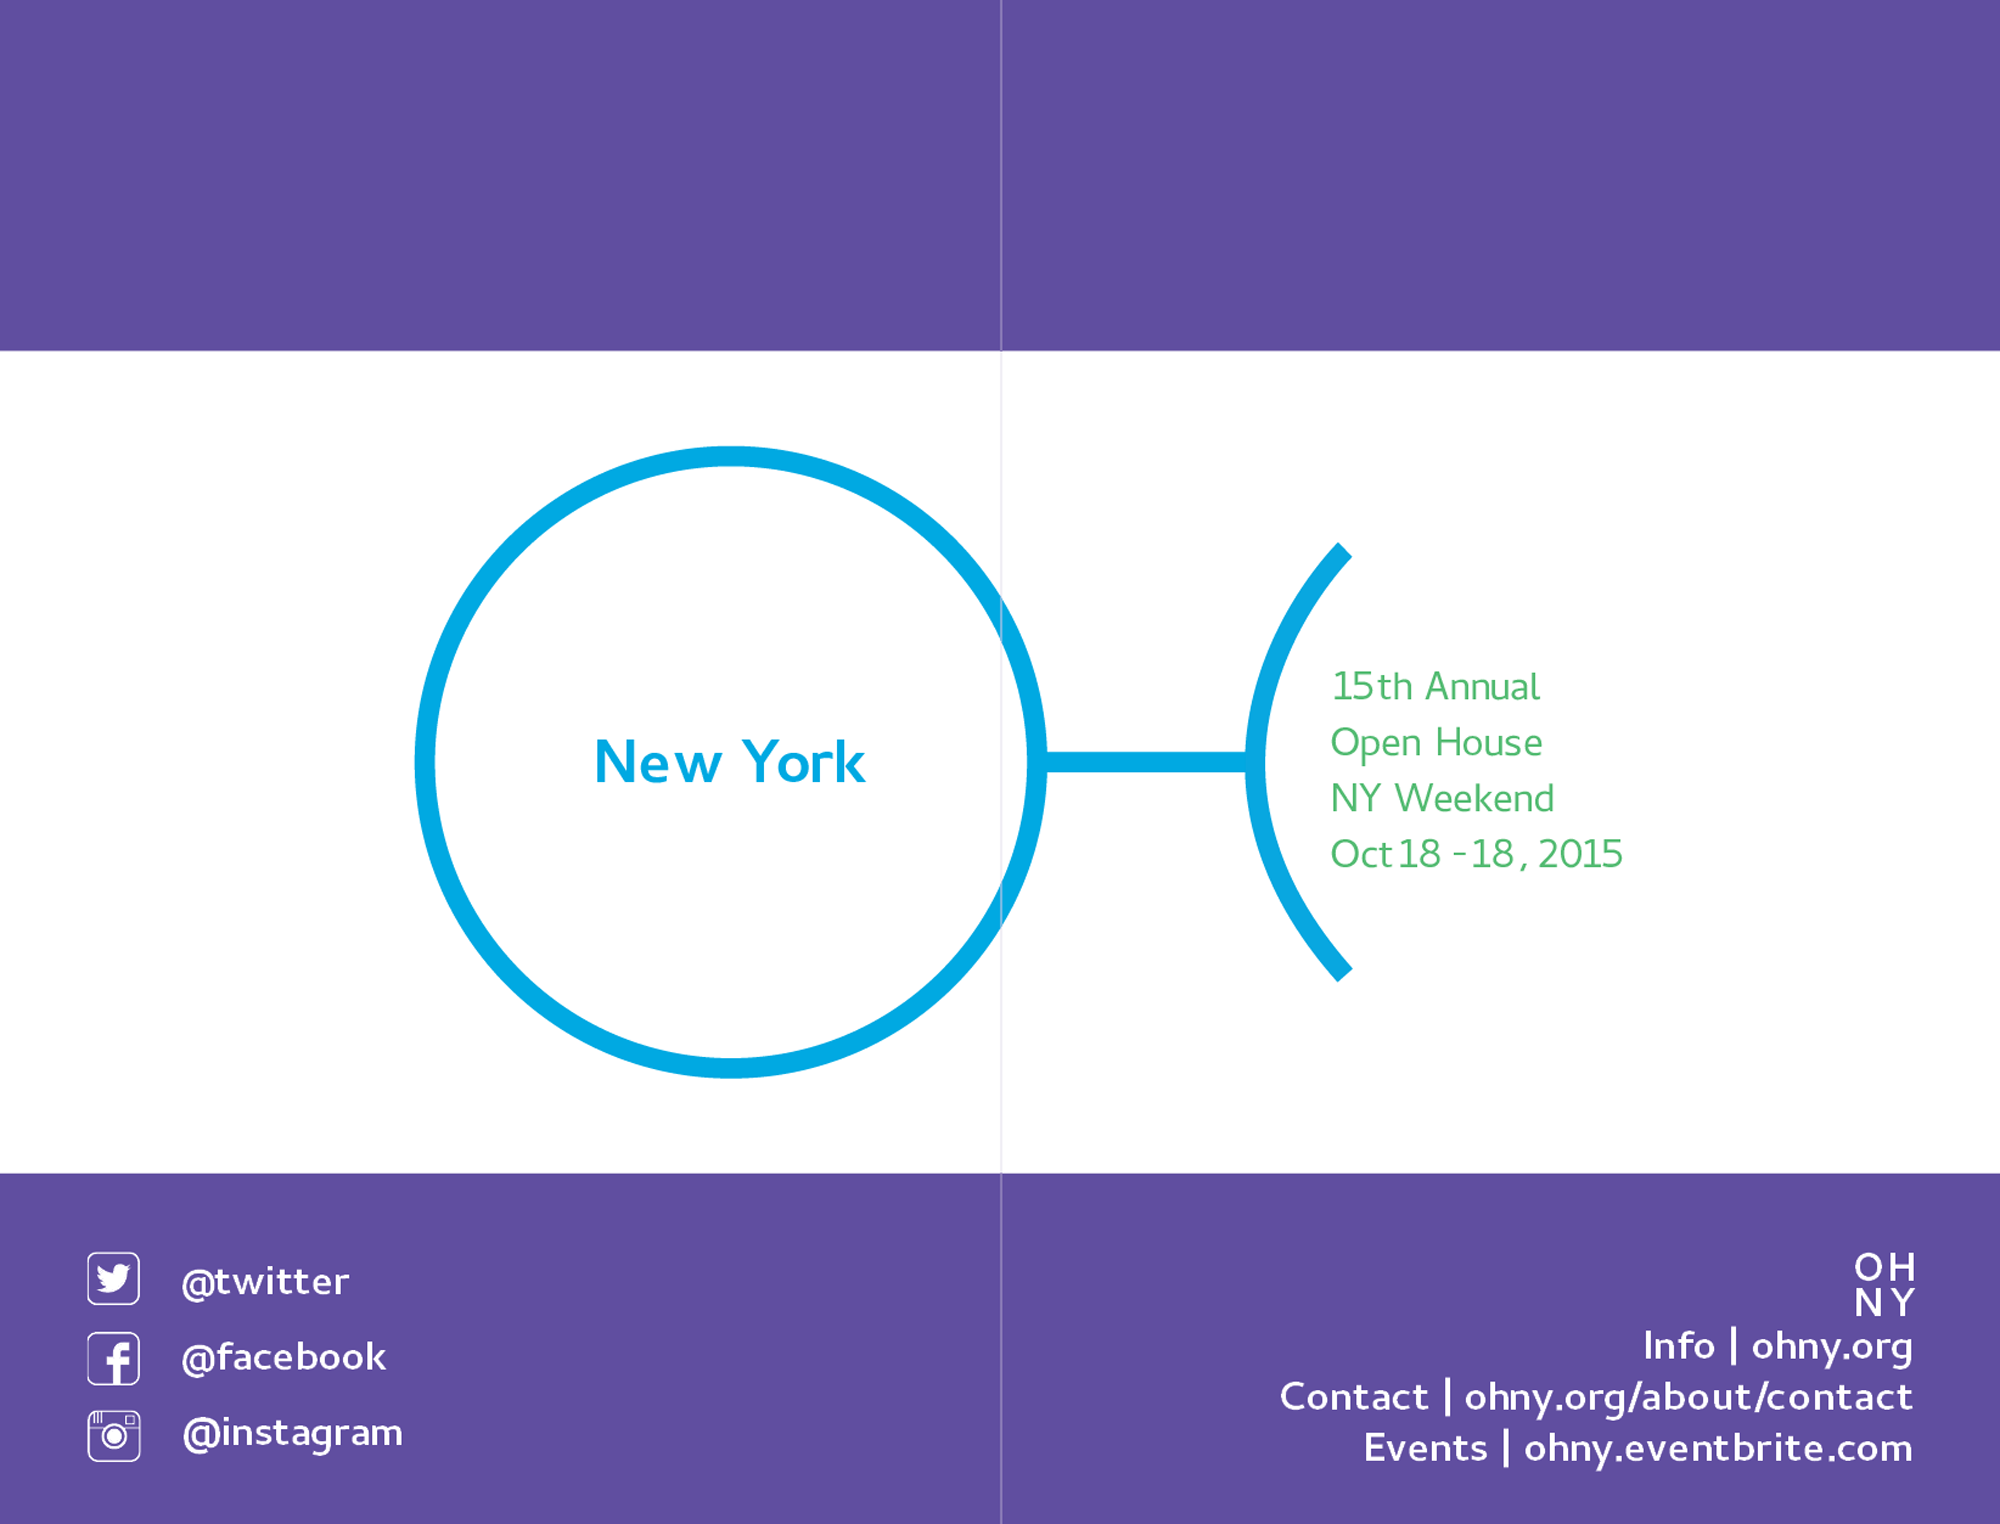 New York
15th Annual
Open House
NY Weekend
Oct 18 - 18, 2015
@twitter
@facebook
@instagram
OH
NY
Info | ohny.org
Contact | ohny.org/about/contact
Events | ohny.eventbrite.com